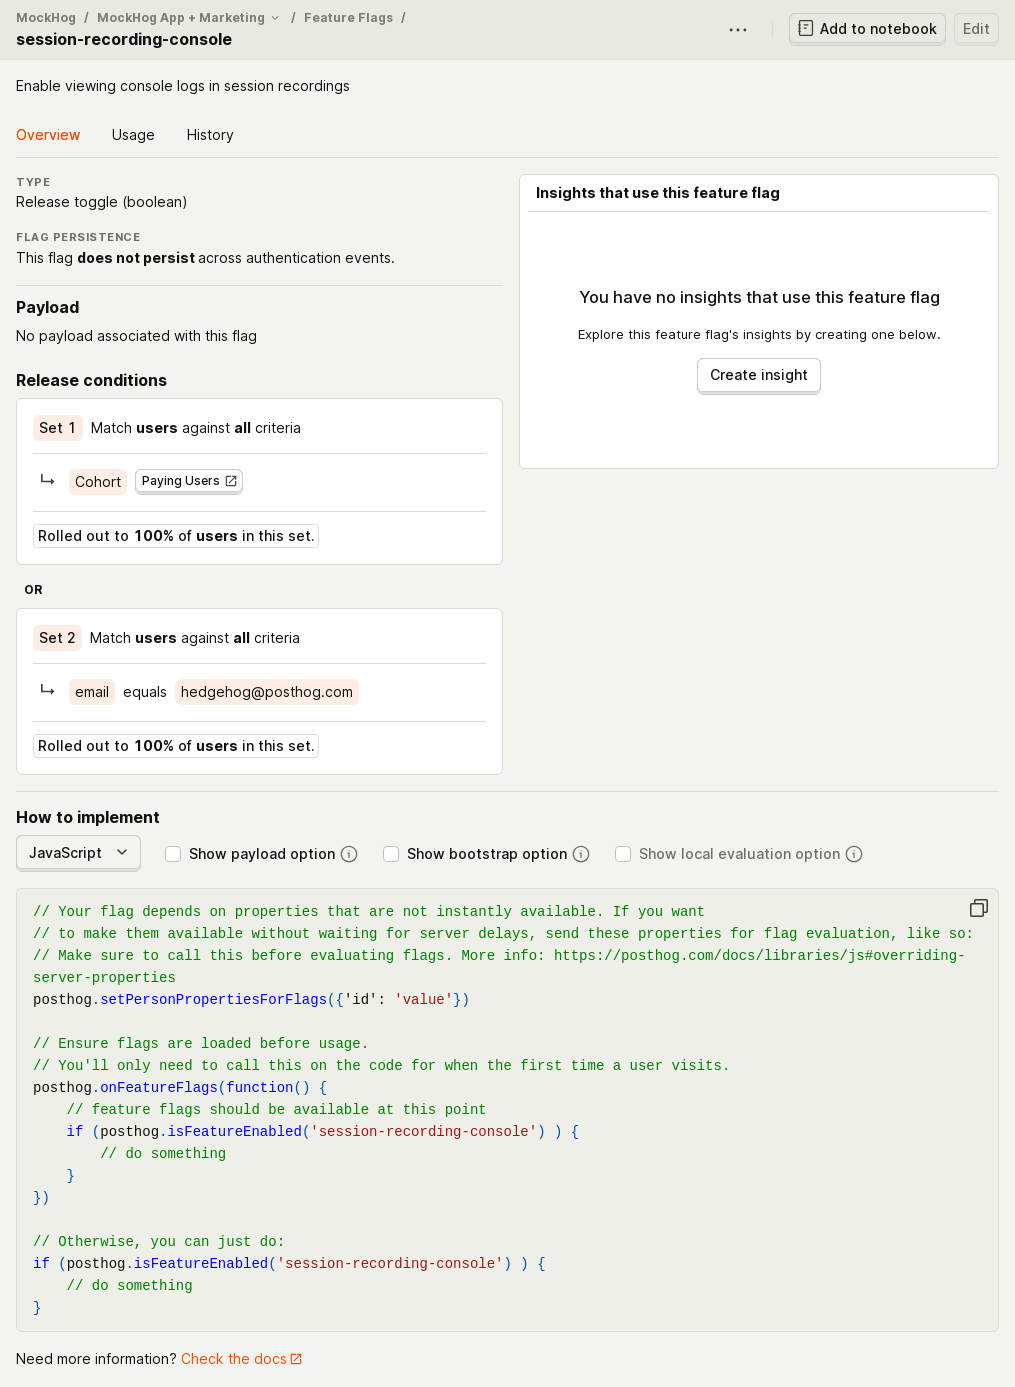 MockHog / MockHog App + Marketing / Feature Flags /
session-recording-console
Add to notebook
Edit
Enable viewing console logs in session recordings
Overview
Usage
History
TYPE
Release toggle (boolean)
FLAG PERSISTENCE
This flag does not persist across authentication events.
Payload
No payload associated with this flag
Release conditions
Set 1 Match users against all criteria
Cohort Paying Users
Rolled out to 100% of users in this set.
OR
Set 2 Match users against all criteria
email equals hedgehog@posthog.com
Rolled out to 100% of users in this set.
Insights that use this feature flag
You have no insights that use this feature flag
Explore this feature flag's insights by creating one below.
Create insight
How to implement
JavaScript
Show payload option
Show bootstrap option
Show local evaluation option
// Your flag depends on properties that are not instantly available. If you want
// to make them available without waiting for server delays, send these properties for flag evaluation, like so:
// Make sure to call this before evaluating flags. More info: https://posthog.com/docs/libraries/js#overriding-
server-properties
posthog.setPersonPropertiesForFlags({'id': 'value'})
// Ensure flags are loaded before usage.
// You'll only need to call this on the code for when the first time a user visits.
posthog.onFeatureFlags(function() {
    // feature flags should be available at this point
    if (posthog.isFeatureEnabled('session-recording-console') ) {
        // do something
    }
})
// Otherwise, you can just do:
if (posthog.isFeatureEnabled('session-recording-console') ) {
    // do something
}
Need more information? Check the docs